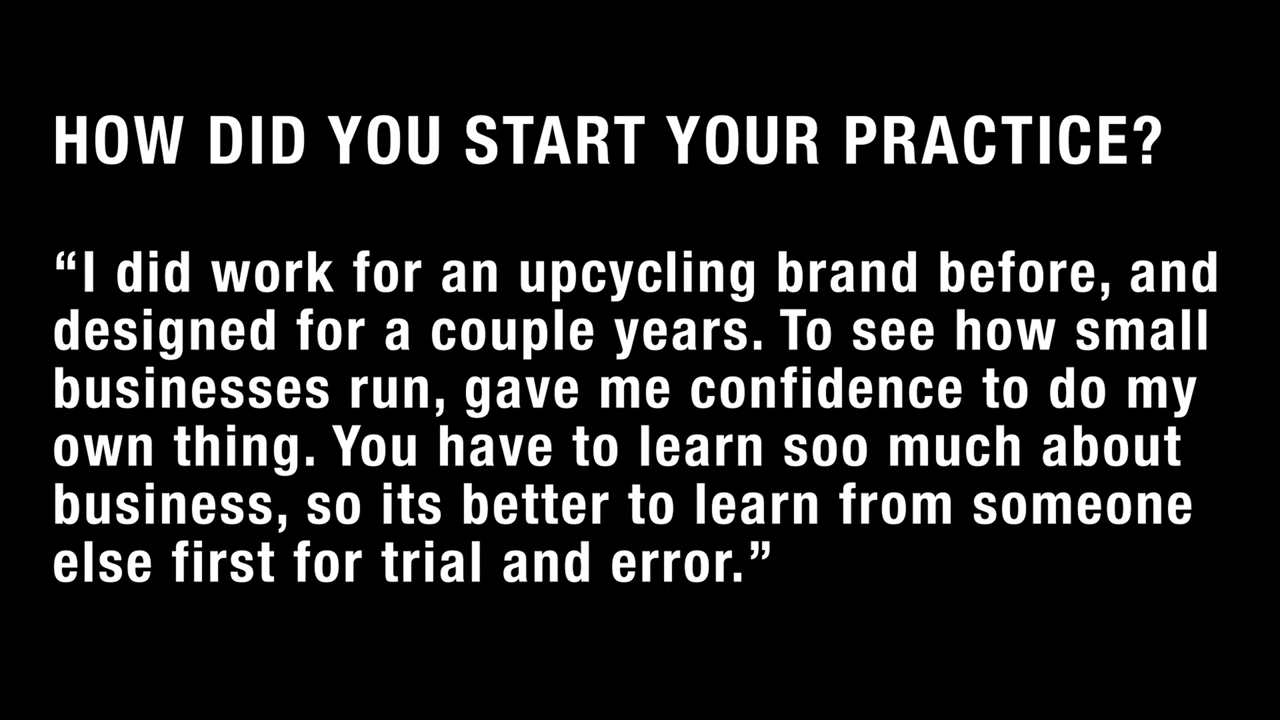 HOW DID YOU START YOUR PRACTICE?
“I did work for an upcycling brand before, and
designed for a couple years. To see how small
businesses run, gave me confidence to do my
own thing. You have to learn soo much about
business, so its better to learn from someone
else first for trial and error.”